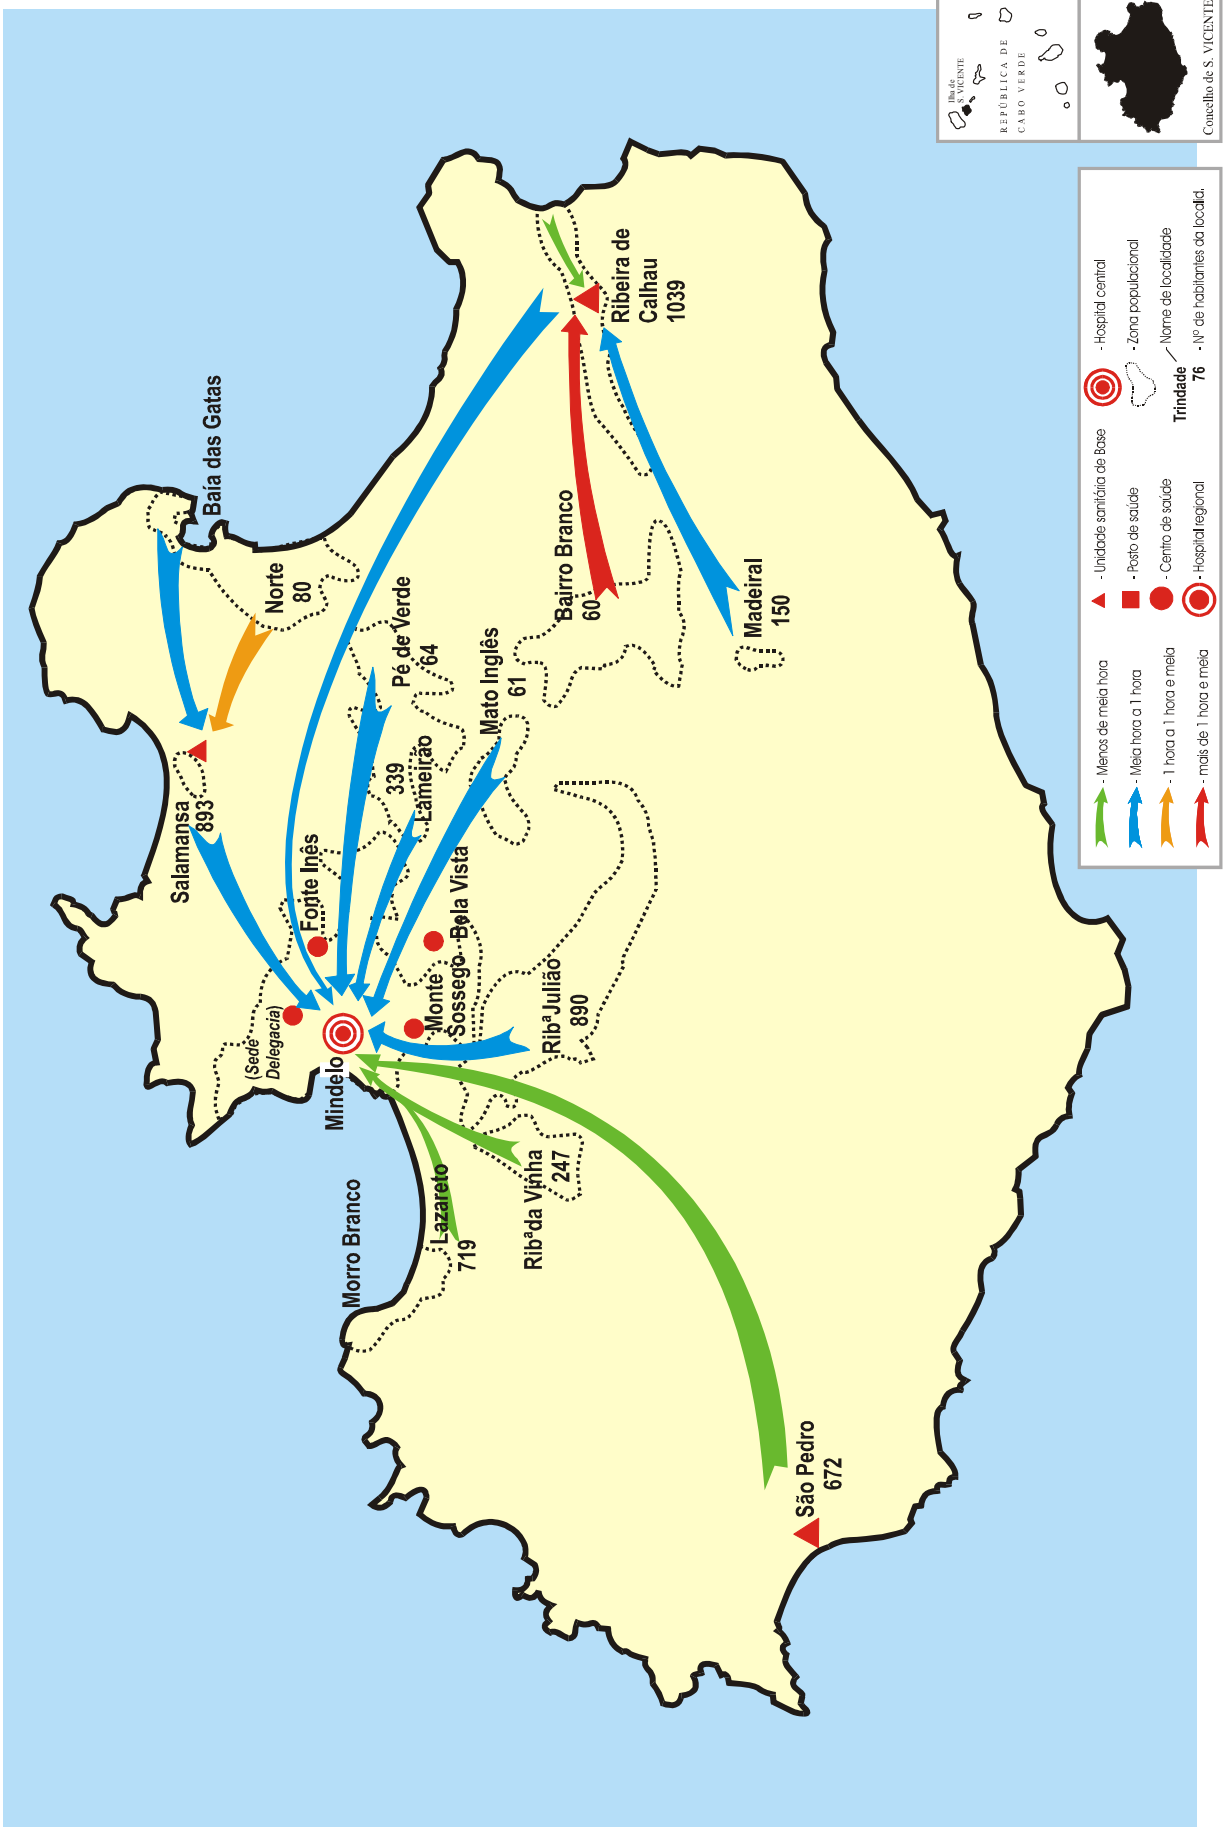 Baía das Gatas
Norte
80
Salamansa
893
Pé de Verde
64
339
Lameirão
Mato Inglês
61
Fonte Inês
Bela Vista
Monte
Sossego
(Sede
Delegacia)
Mindelo
Ribª Julião
890
Morro Branco
Lazareto
719
Ribª da Vinha
247
São Pedro
672
Bairro Branco
60
Madeiral
150
Ribeira de
Calhau
1039
- Menos de meia hora
- Meia hora a 1 hora
- 1 hora a 1 hora e meia
- mais de 1 hora e meia
- Unidade sanitária de Base
- Posto de saúde
- Centro de saúde
- Hospital regional
- Hospital central
- Zona populacional
Trindade
Nome de localidade
76 - Nº de habitantes da localid.
Ilha de
S. VICENTE
REPÚBLICA DE
CABO VERDE
Concelho de S. VICENTE